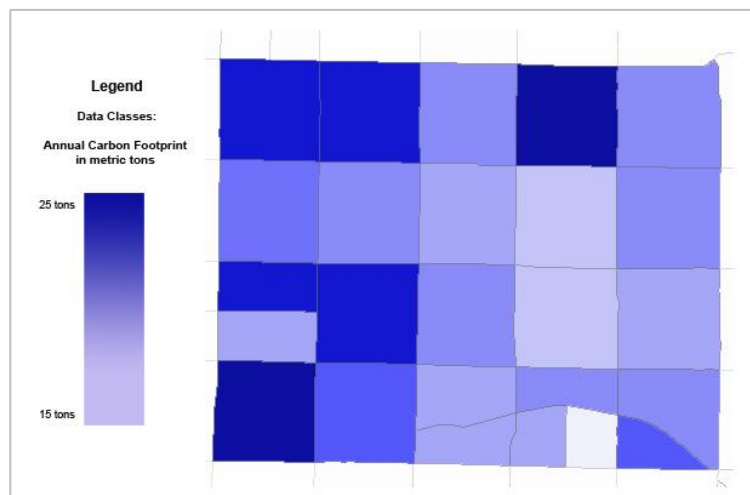 Legend
Data Classes:
Annual Carbon Footprint
in metric tons
25 tons
15 tons